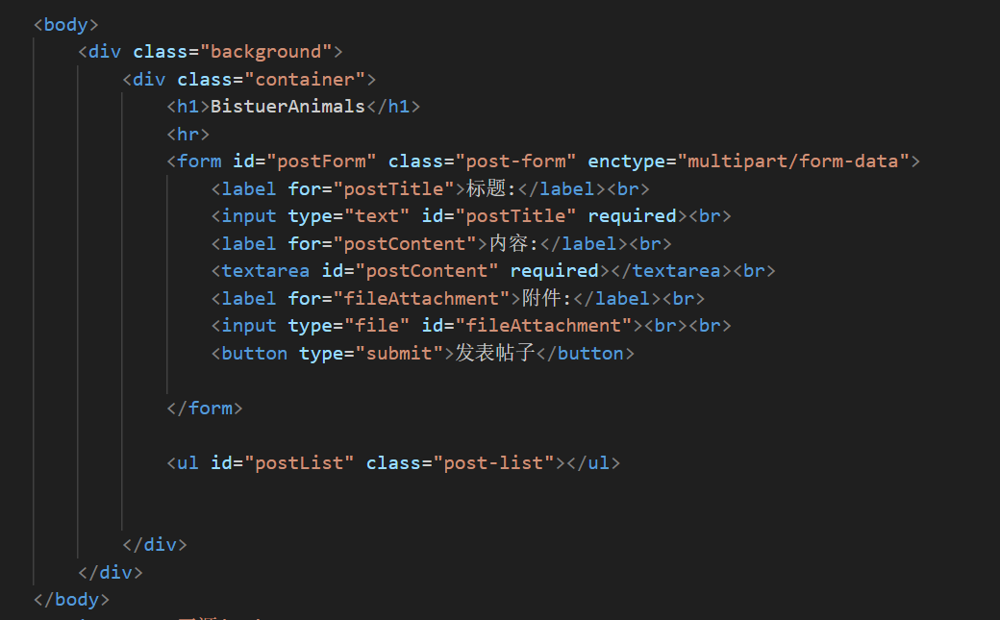 <body>
<div class="background">
<div class="container">
<h1>BistuerAnimals</h1>
<hr>
<form id="postForm" class="post-form" enctype="multipart/form-data">
<label for="postTitle">标题:</label><br>
<input type="text" id="postTitle" required><br>
<label for="postContent">内容:</label><br>
<textarea id="postContent" required></textarea><br>
<label for="fileAttachment">附件:</label><br>
<input type="file" id="fileAttachment"><br><br>
<button type="submit">发表帖子</button>
</form>
<ul id="postList" class="post-list"></ul>
</div>
</div>
</body>